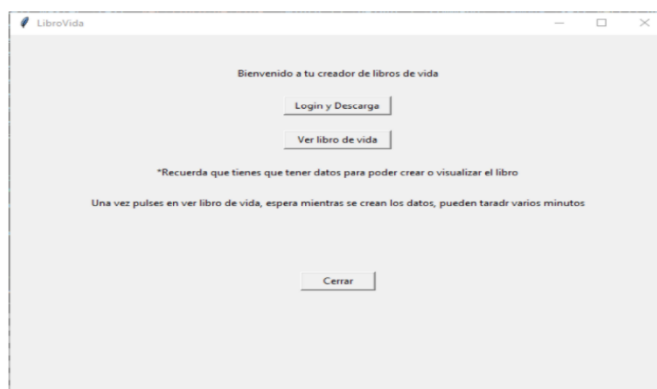 LibroVida
Bienvenido a tu creador de libros de vida
Login y Descarga
Ver libro de vida
*Recuerda que tienes que tener datos para poder crear o visualizar el libro
Una vez pulses en ver libro de vida, espera mientras se crean los datos, pueden taradr varios minutos
Cerrar